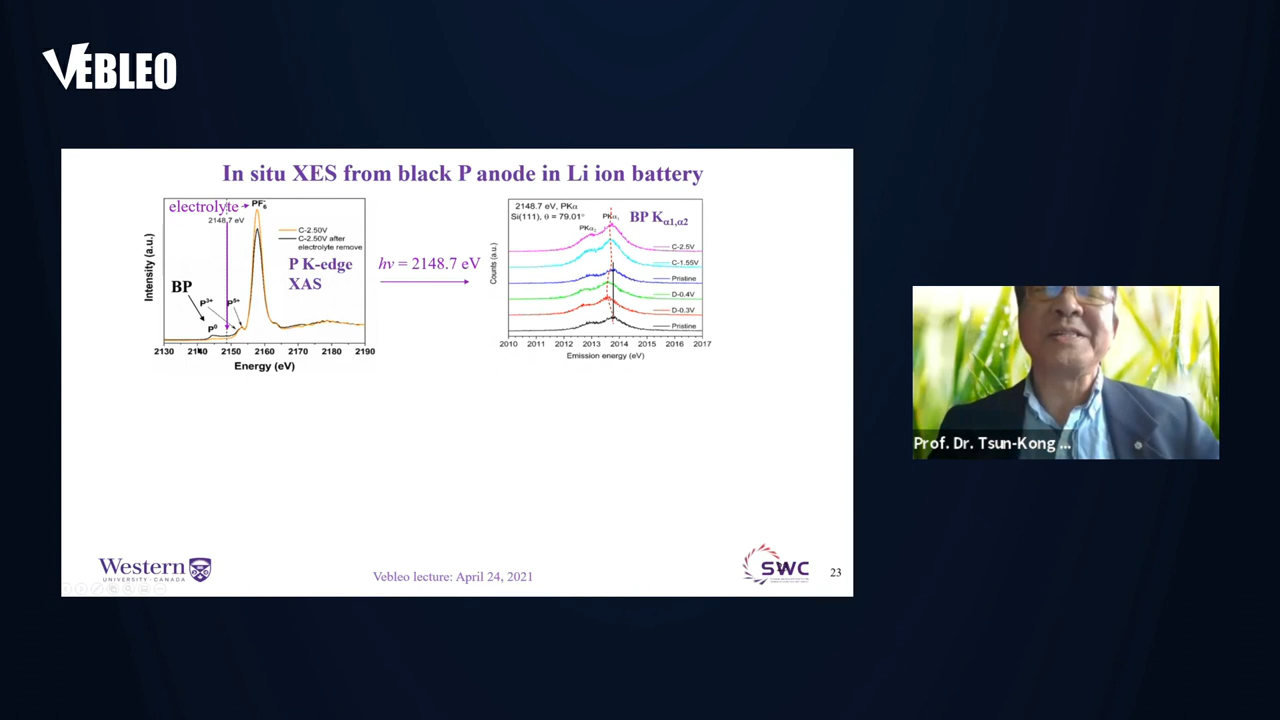 VEBLEO
In situ XES from black P anode in Li ion battery
electrolyte
PF₆⁻
2148.7 eV
C-2.50V
C-2.50V after
electrolyte remove
P K-edge
XAS
BP
P³⁺
P⁵⁺
P⁰
Intensity (a.u.)
2130 2140 2150 2160 2170 2180 2190
Energy (eV)
hν = 2148.7 eV
2148.7 eV, PKα
Si(111), θ = 79.01°
PKα₁
PKα₂
BP Kα1,α2
C-2.5V
C-1.55V
Pristine
D-0.4V
D-0.3V
Pristine
Counts (a.u.)
2010 2011 2012 2013 2014 2015 2016 2017
Emission energy (eV)
Prof. Dr. Tsun-Kong ...
Western
UNIVERSITY · CANADA
Vebleo lecture: April 24, 2021
SWC
23